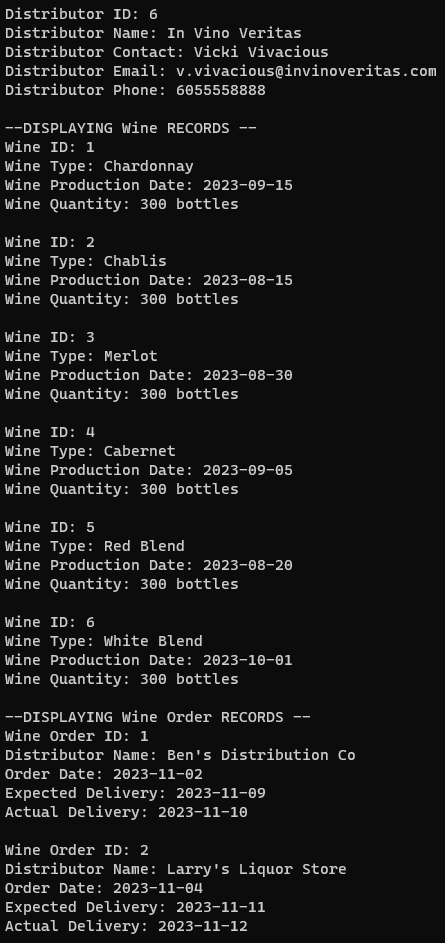 Distributor ID: 6
Distributor Name: In Vino Veritas
Distributor Contact: Vicki Vivacious
Distributor Email: v.vivacious@invinoveritas.com
Distributor Phone: 6055558888
--DISPLAYING Wine RECORDS --
Wine ID: 1
Wine Type: Chardonnay
Wine Production Date: 2023-09-15
Wine Quantity: 300 bottles
Wine ID: 2
Wine Type: Chablis
Wine Production Date: 2023-08-15
Wine Quantity: 300 bottles
Wine ID: 3
Wine Type: Merlot
Wine Production Date: 2023-08-30
Wine Quantity: 300 bottles
Wine ID: 4
Wine Type: Cabernet
Wine Production Date: 2023-09-05
Wine Quantity: 300 bottles
Wine ID: 5
Wine Type: Red Blend
Wine Production Date: 2023-08-20
Wine Quantity: 300 bottles
Wine ID: 6
Wine Type: White Blend
Wine Production Date: 2023-10-01
Wine Quantity: 300 bottles
--DISPLAYING Wine Order RECORDS --
Wine Order ID: 1
Distributor Name: Ben's Distribution Co
Order Date: 2023-11-02
Expected Delivery: 2023-11-09
Actual Delivery: 2023-11-10
Wine Order ID: 2
Distributor Name: Larry's Liquor Store
Order Date: 2023-11-04
Expected Delivery: 2023-11-11
Actual Delivery: 2023-11-12